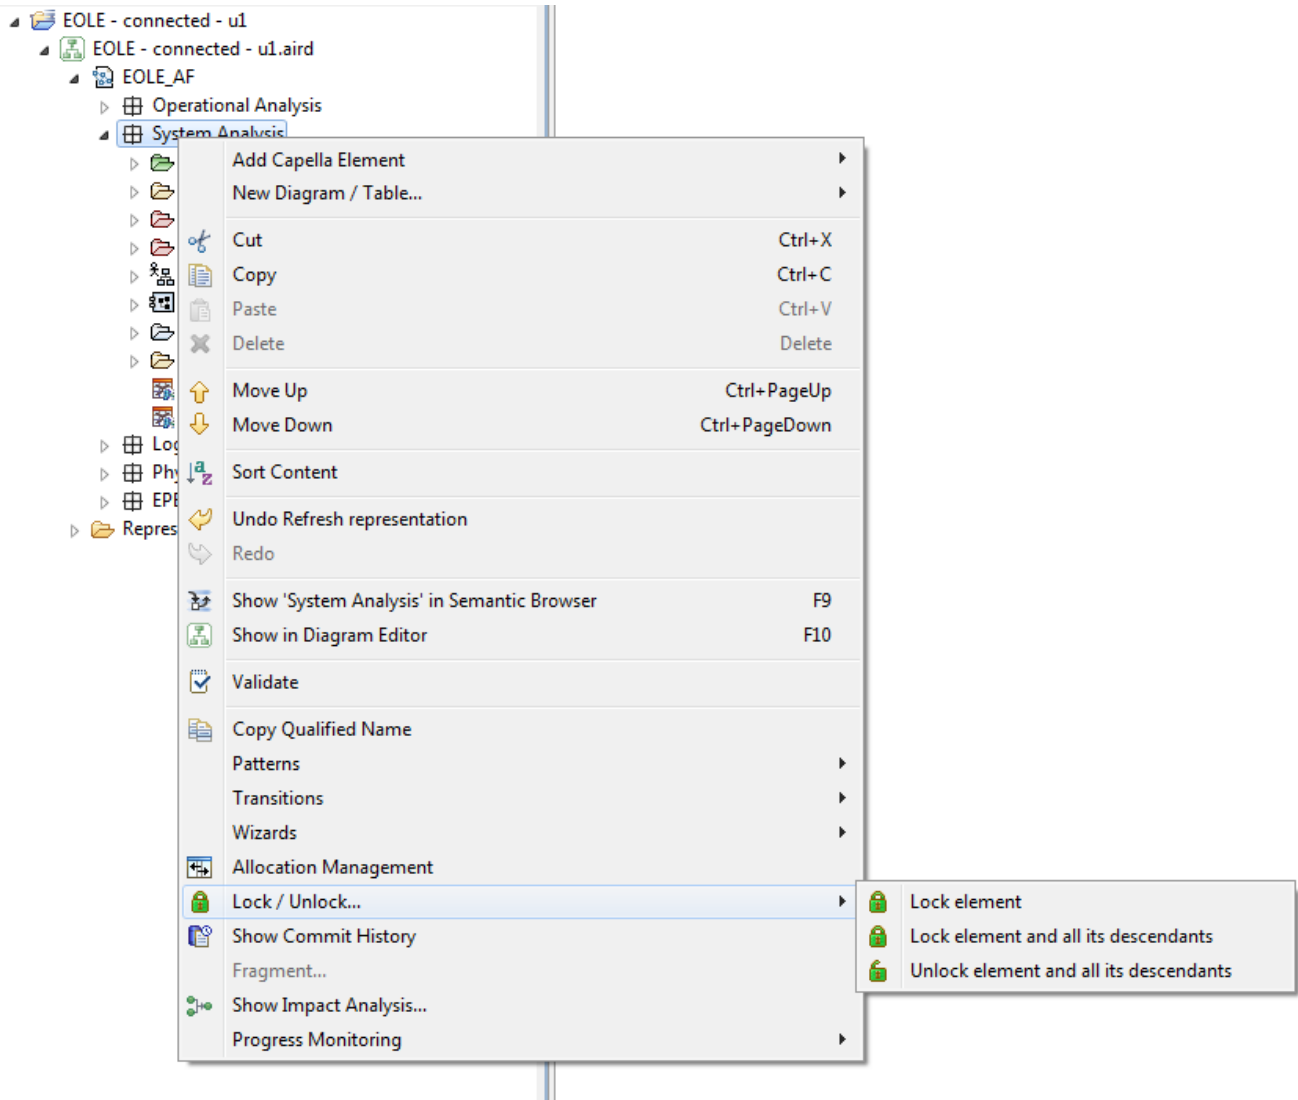 EOLE - connected - u1
EOLE - connected - u1.aird
EOLE_AF
Operational Analysis
System Analysis
Add Capella Element
New Diagram / Table...
Cut Ctrl+X
Copy Ctrl+C
Paste Ctrl+V
Delete Delete
Move Up Ctrl+PageUp
Move Down Ctrl+PageDown
Log
Sort Content
Phy
EPB
Undo Refresh representation
Repres
Redo
Show 'System Analysis' in Semantic Browser F9
Show in Diagram Editor F10
Validate
Copy Qualified Name
Patterns
Transitions
Wizards
Allocation Management
Lock / Unlock...
Lock element
Show Commit History
Lock element and all its descendants
Fragment...
Unlock element and all its descendants
Show Impact Analysis...
Progress Monitoring